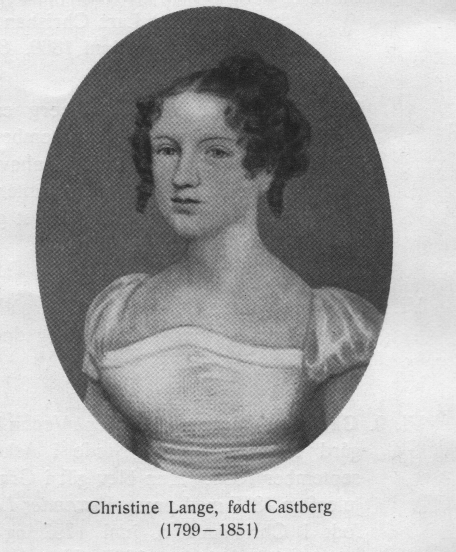 Christine Lange, født Castberg
(1799—1851)